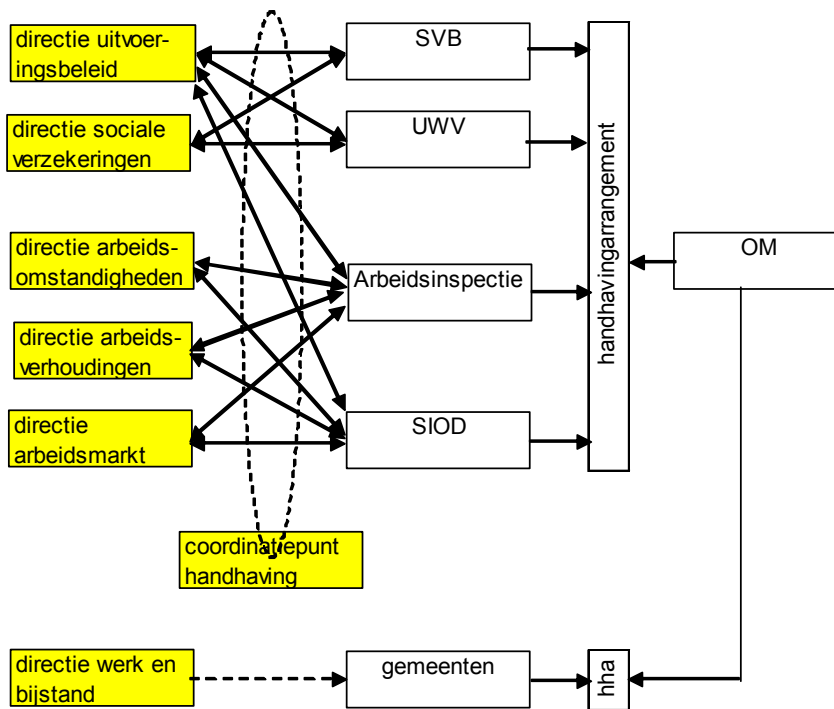 directie uitvoer-
ingsbeleid
SVB
directie sociale
verzekeringen
UWV
directie arbeids-
omstandigheden
Arbeidsinspectie
handhavingarrangement
OM
directie arbeids-
verhoudingen
directie
arbeidsmarkt
SIOD
coordinatiepunt
handhaving
directie werk en
bijstand
gemeenten
hha